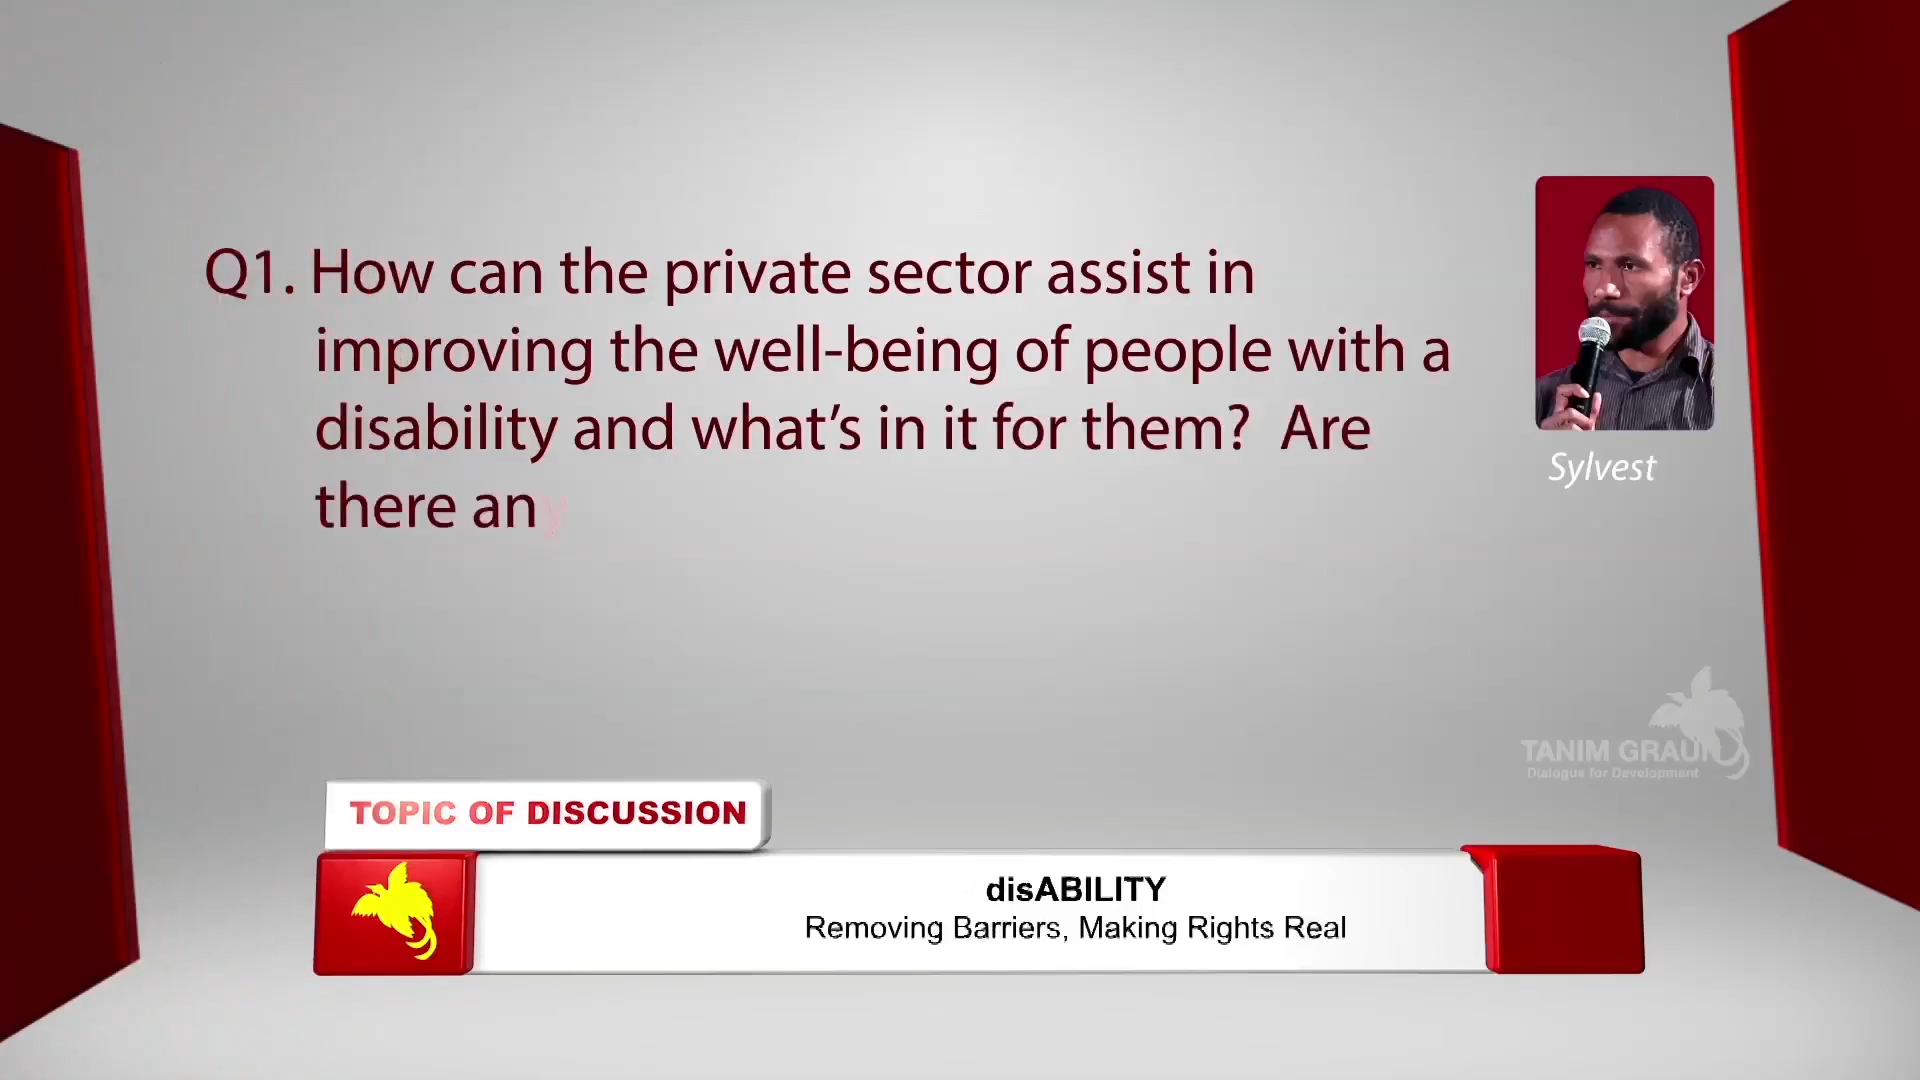 Q1. How can the private sector assist in
improving the well-being of people with a
disability and what’s in it for them?  Are
there any
Sylvest
TANIM GRAUN
Dialogue for Development
TOPIC OF DISCUSSION
disABILITY
Removing Barriers, Making Rights Real